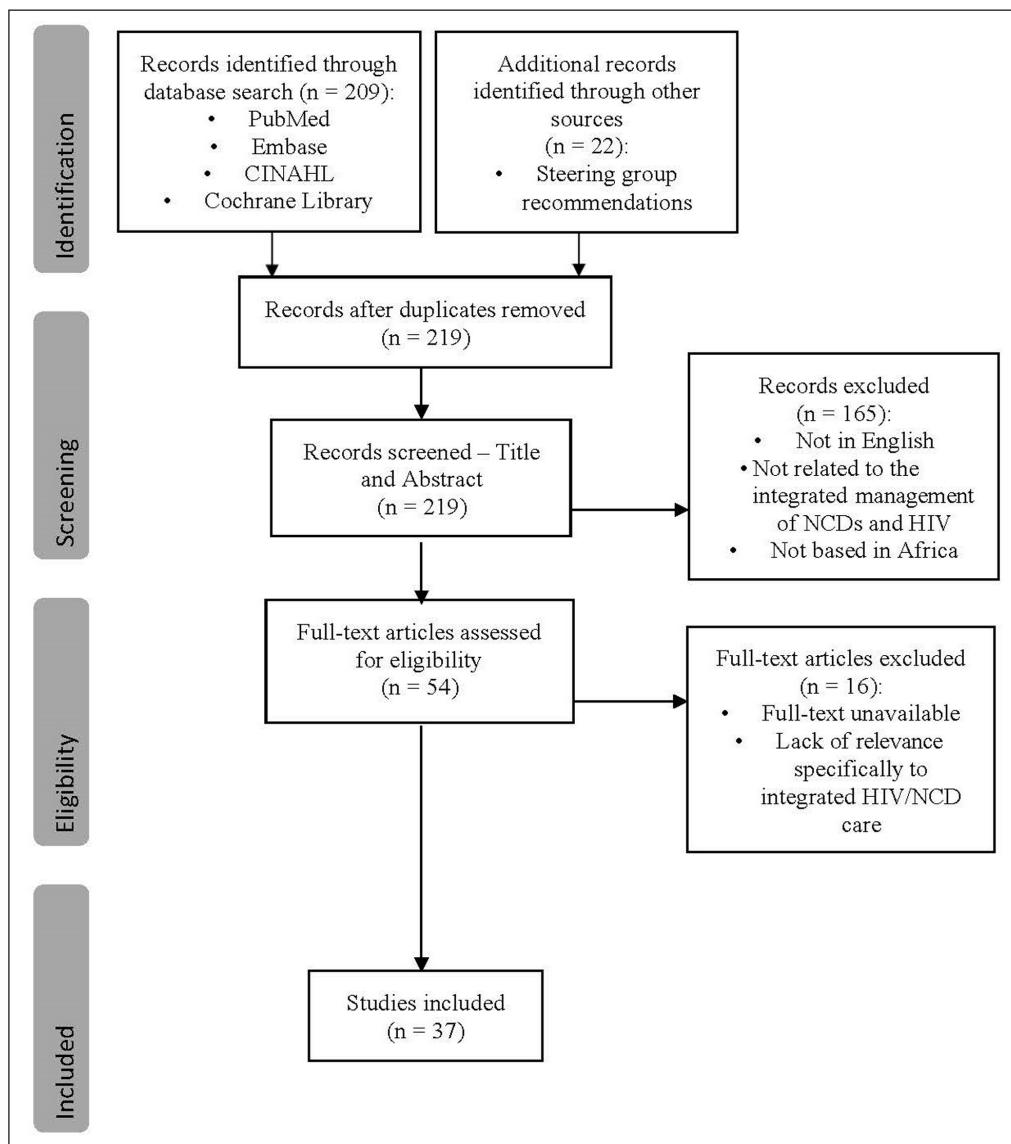 Identification
Records identified through
database search (n = 209):
• PubMed
• Embase
• CINAHL
• Cochrane Library
Additional records
identified through other
sources
(n = 22):
• Steering group
recommendations
Screening
Records after duplicates removed
(n = 219)
Records screened – Title
and Abstract
(n = 219)
Records excluded
(n = 165):
• Not in English
• Not related to the
integrated management
of NCDs and HIV
• Not based in Africa
Eligibility
Full-text articles assessed
for eligibility
(n = 54)
Full-text articles excluded
(n = 16):
• Full-text unavailable
• Lack of relevance
specifically to
integrated HIV/NCD
care
Included
Studies included
(n = 37)